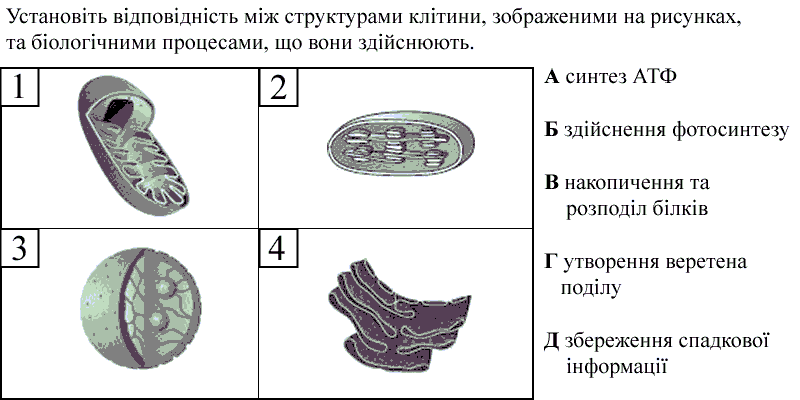 Установіть відповідність між структурами клітини, зображеними на рисунках,
та біологічними процесами, що вони здійснюють.
1
2
3
4
А синтез АТФ
Б здійснення фотосинтезу
В накопичення та
розподіл білків
Г утворення веретена
поділу
Д збереження спадкової
інформації